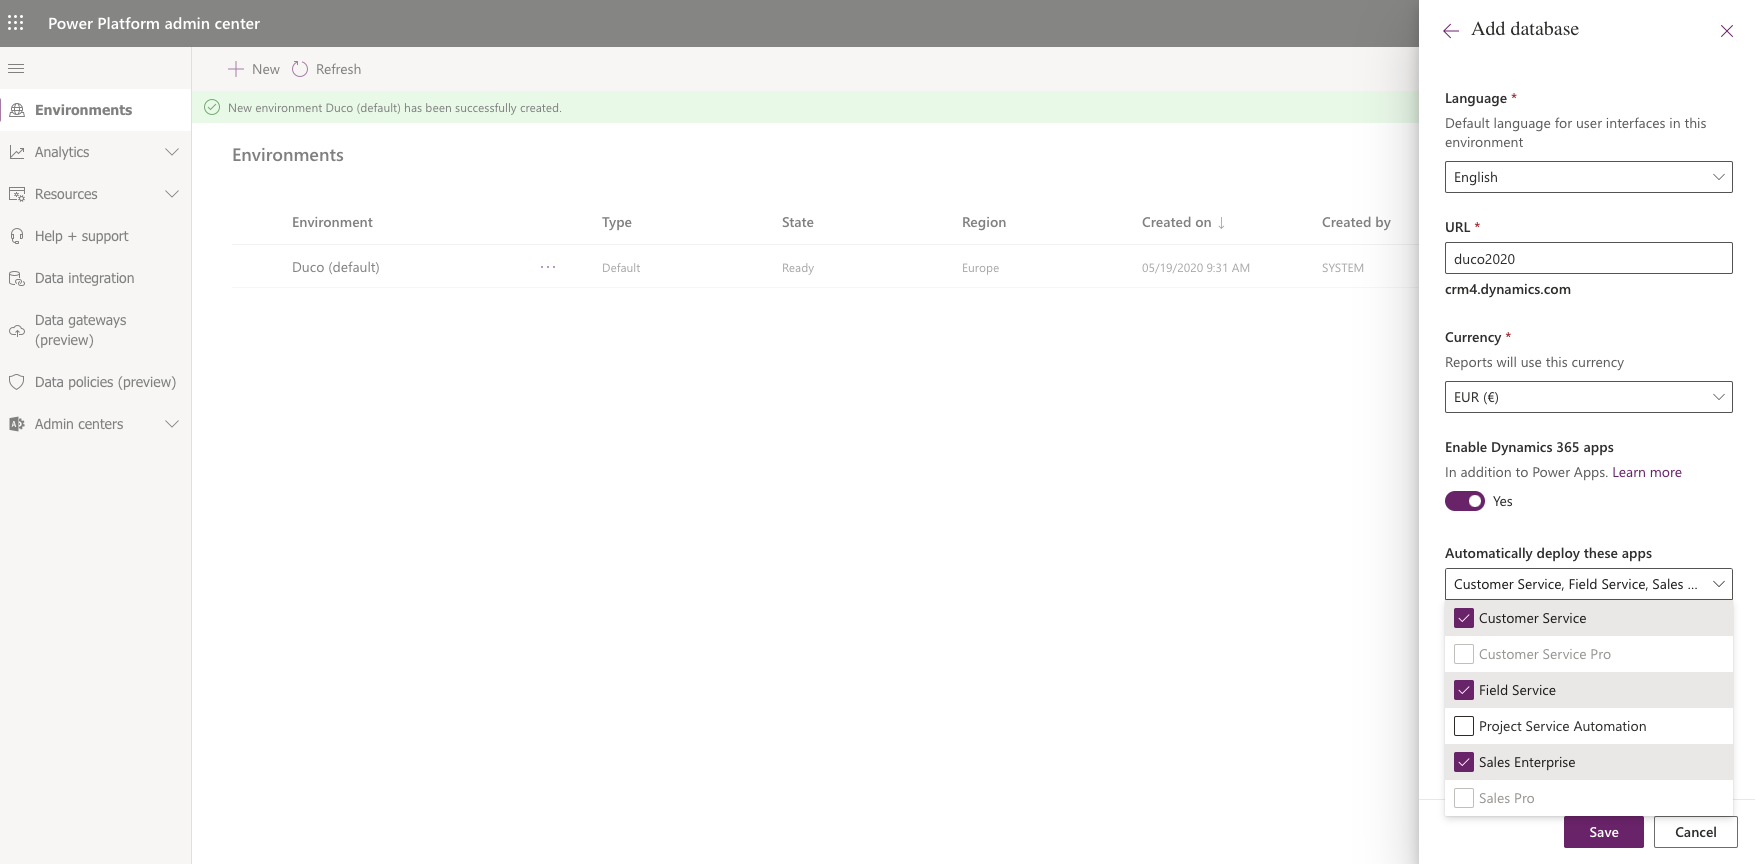 Power Platform admin center
Add database
New
Refresh
Environments
Analytics
Resources
Help + support
Data integration
Data gateways
(preview)
Data policies (preview)
Admin centers
New environment Duco (default) has been successfully created.
Environments
Environment Type State Region Created on ↓ Created by
Duco (default) ··· Default Ready Europe 05/19/2020 9:31 AM SYSTEM
Language *
Default language for user interfaces in this
environment
English
URL *
duco2020
crm4.dynamics.com
Currency *
Reports will use this currency
EUR (€)
Enable Dynamics 365 apps
In addition to Power Apps. Learn more
Yes
Automatically deploy these apps
Customer Service, Field Service, Sales ...
Customer Service
Customer Service Pro
Field Service
Project Service Automation
Sales Enterprise
Sales Pro
Save
Cancel